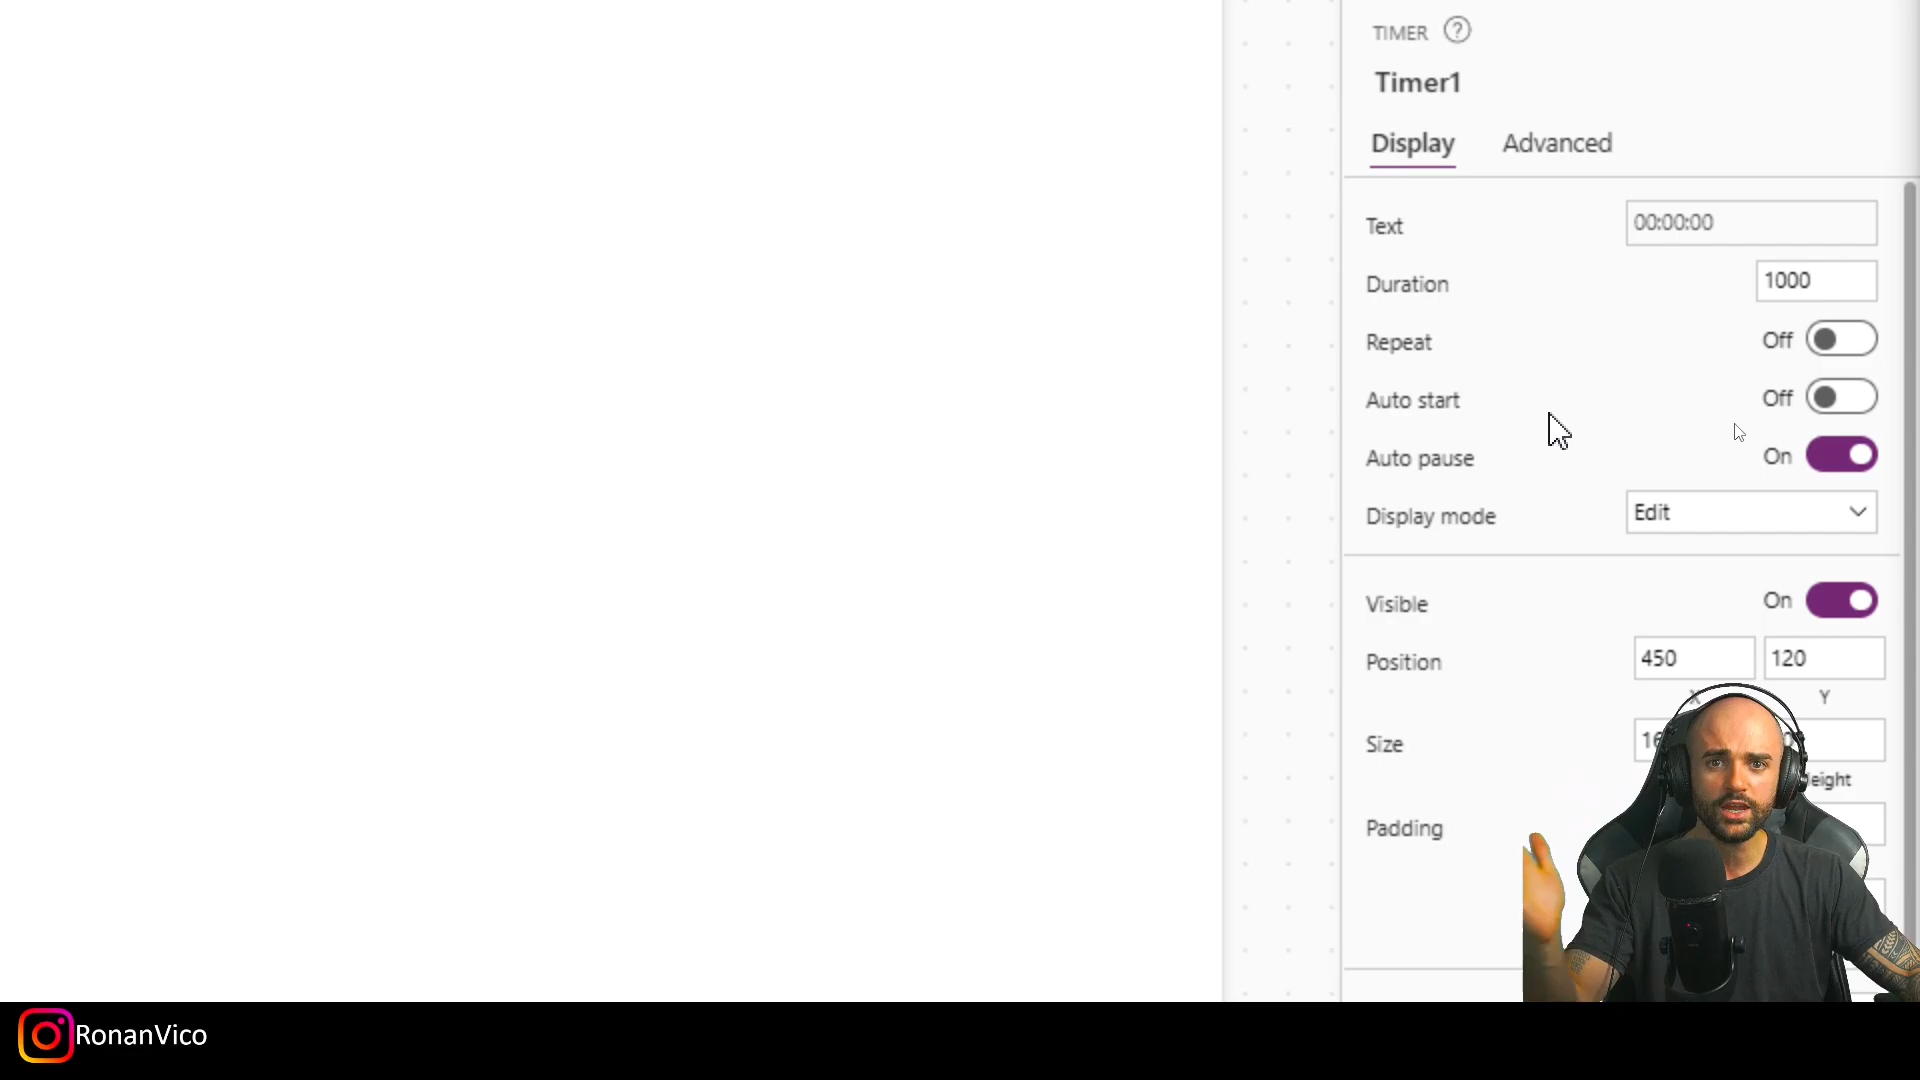 TIMER ?
Timer1
Display Advanced
Text 00:00:00
Duration 1000
Repeat Off
Auto start Off
Auto pause On
Display mode Edit
Visible On
Position 450 120
X Y
Size
Padding
RonanVico